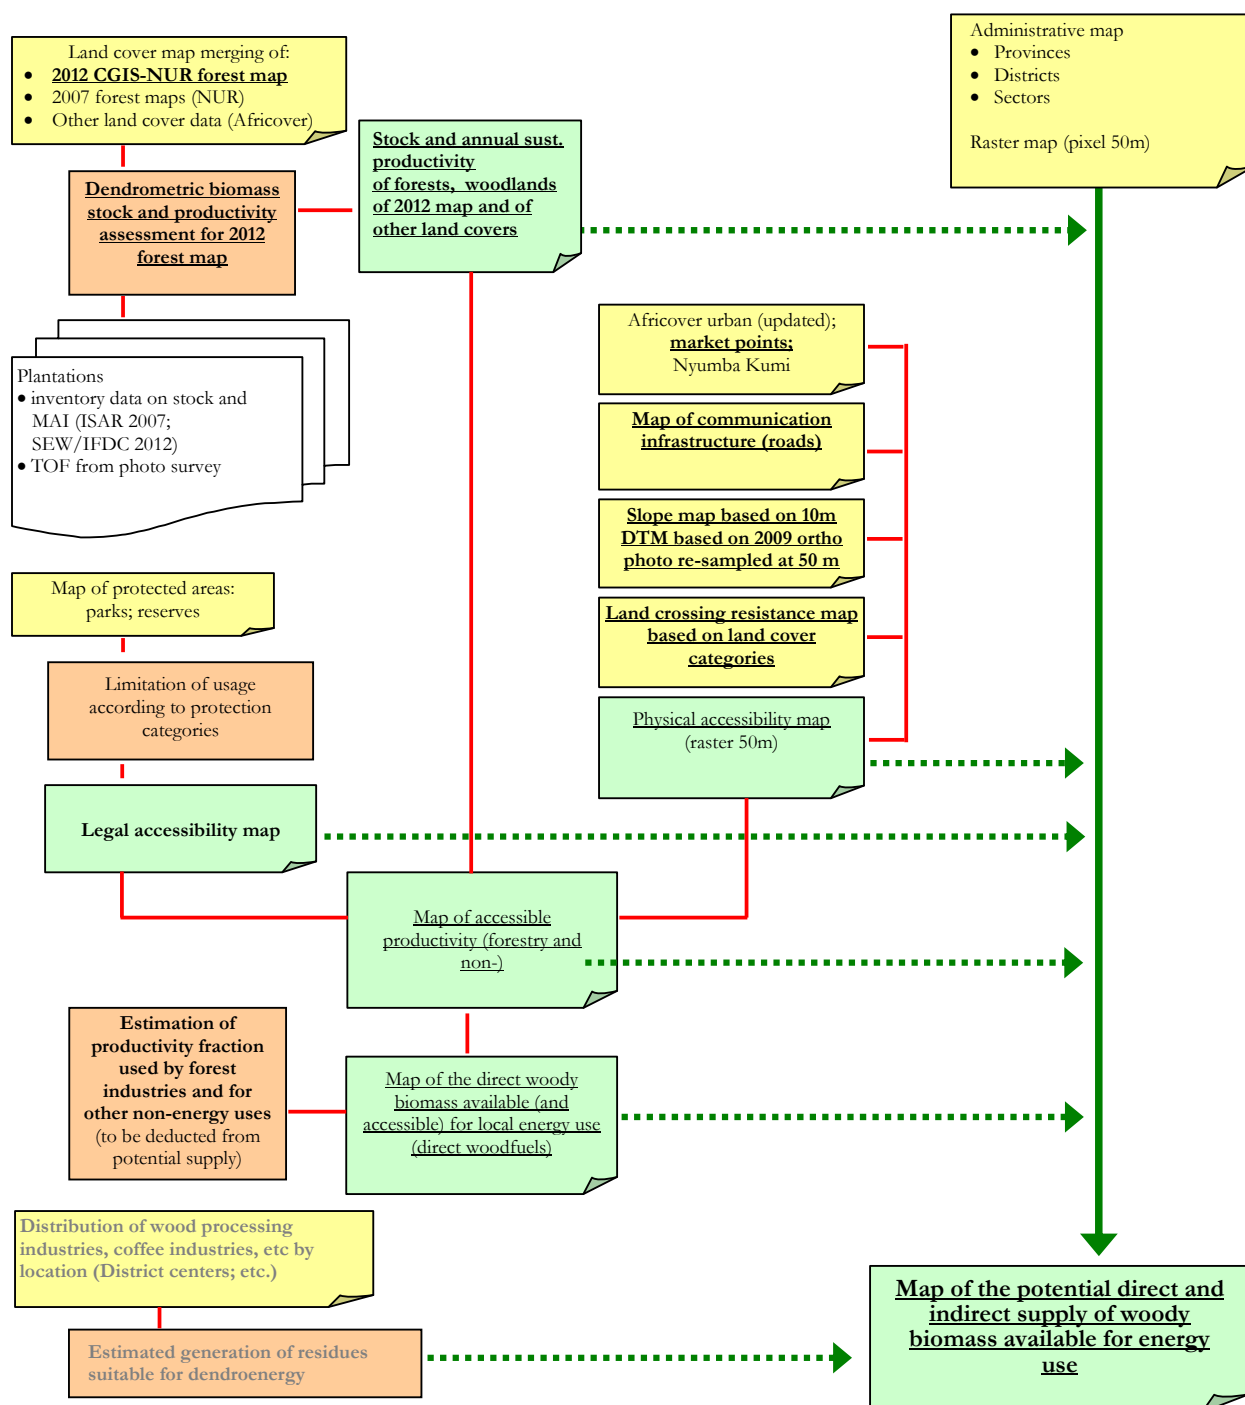 Land cover map merging of:
• 2012 CGIS-NUR forest map
• 2007 forest maps (NUR)
• Other land cover data (Africover)
Administrative map
• Provinces
• Districts
• Sectors
Raster map (pixel 50m)
Stock and annual sust.
productivity
of forests, woodlands
of 2012 map and of
other land covers
Dendrometric biomass
stock and productivity
assessment for 2012
forest map
Plantations
• inventory data on stock and
MAI (ISAR 2007;
SEW/IFDC 2012)
• TOF from photo survey
Africover urban (updated);
market points;
Nyumba Kumi
Map of communication
infrastructure (roads)
Slope map based on 10m
DTM based on 2009 ortho
photo re-sampled at 50 m
Land crossing resistance map
based on land cover
categories
Physical accessibility map
(raster 50m)
Map of protected areas:
parks; reserves
Limitation of usage
according to protection
categories
Legal accessibility map
Map of accessible
productivity (forestry and
non-)
Estimation of
productivity fraction
used by forest
industries and for
other non-energy uses
(to be deducted from
potential supply)
Map of the direct woody
biomass available (and
accessible) for local energy use
(direct woodfuels)
Distribution of wood processing
industries, coffee industries, etc by
location (District centers; etc.)
Estimated generation of residues
suitable for dendroenergy
Map of the potential direct and
indirect supply of woody
biomass available for energy
use